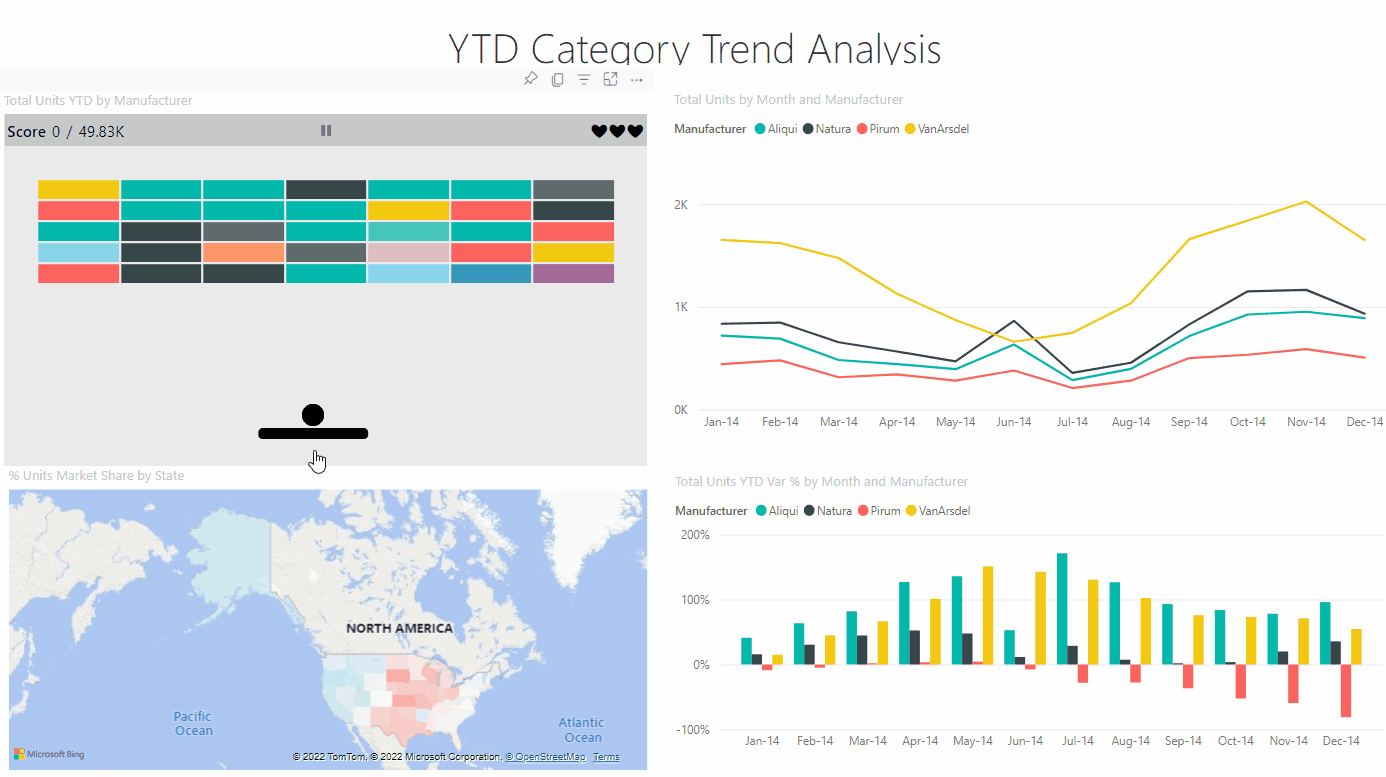 YTD Category Trend Analysis
Total Units YTD by Manufacturer
Score 0 / 49.83K
Total Units by Month and Manufacturer
Manufacturer Aliqui Natura Pirum VanArsdel
2K
1K
0K
Jan-14 Feb-14 Mar-14 Apr-14 May-14 Jun-14 Jul-14 Aug-14 Sep-14 Oct-14 Nov-14 Dec-14
% Units Market Share by State
NORTH AMERICA
Pacific
Ocean
Atlantic
Ocean
Microsoft Bing
© 2022 TomTom, © 2022 Microsoft Corporation, © OpenStreetMap Terms
Total Units YTD Var % by Month and Manufacturer
Manufacturer Aliqui Natura Pirum VanArsdel
200%
100%
0%
-100%
Jan-14 Feb-14 Mar-14 Apr-14 May-14 Jun-14 Jul-14 Aug-14 Sep-14 Oct-14 Nov-14 Dec-14